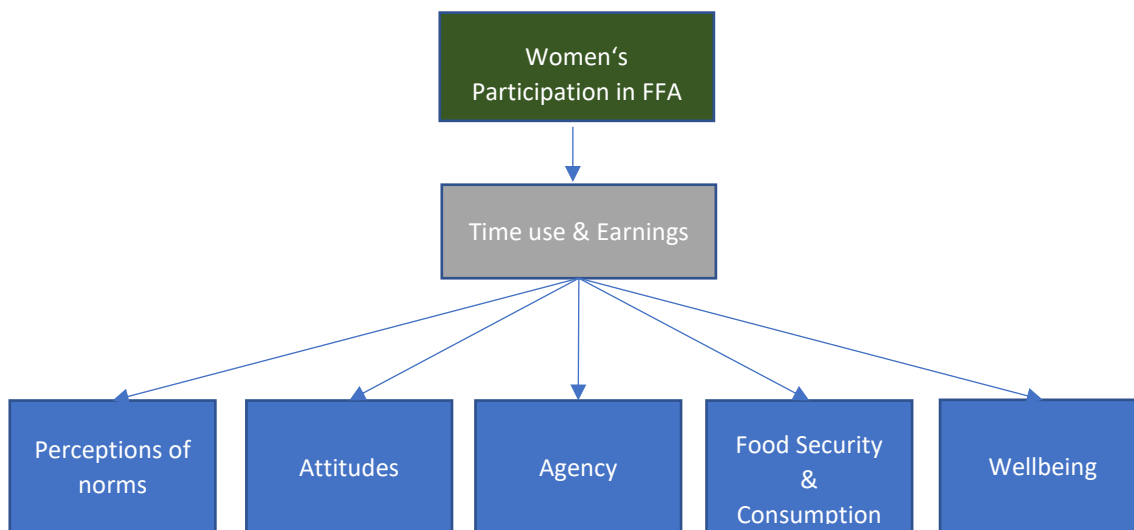 Women‘s
Participation in FFA
Time use & Earnings
Perceptions of
norms
Attitudes
Agency
Food Security
&
Consumption
Wellbeing